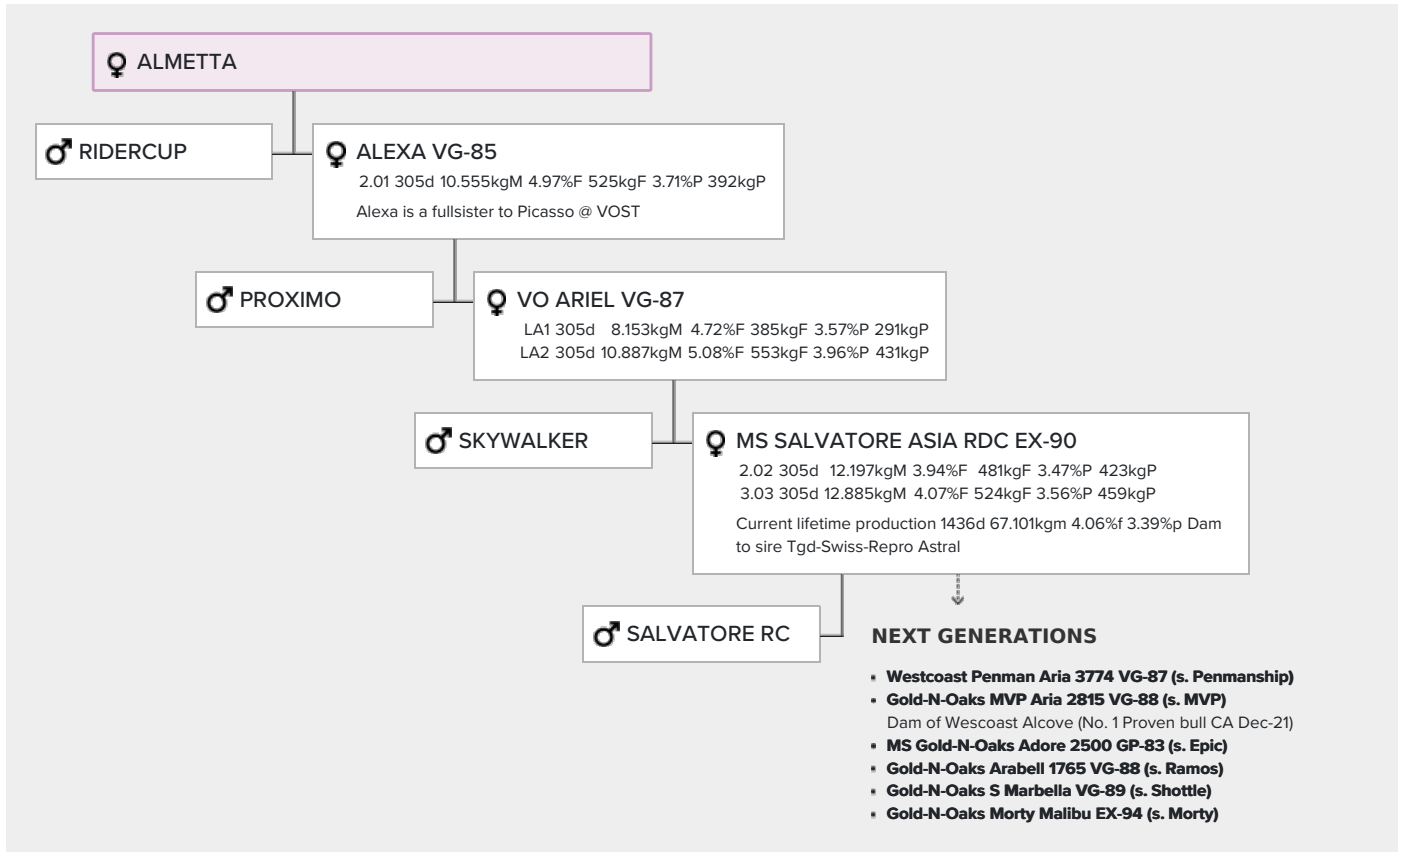 ALMETTA
RIDERCUP
ALEXA VG-85
2.01 305d 10.555kgM 4.97%F 525kgF 3.71%P 392kgP
Alexa is a fullsister to Picasso @ VOST
PROXIMO
VO ARIEL VG-87
LA1 305d 8.153kgM 4.72%F 385kgF 3.57%P 291kgP
LA2 305d 10.887kgM 5.08%F 553kgF 3.96%P 431kgP
SKYWALKER
MS SALVATORE ASIA RDC EX-90
2.02 305d 12.197kgM 3.94%F 481kgF 3.47%P 423kgP
3.03 305d 12.885kgM 4.07%F 524kgF 3.56%P 459kgP
Current lifetime production 1436d 67.101kgm 4.06%f 3.39%p Dam
to sire Tgd-Swiss-Repro Astral
SALVATORE RC
NEXT GENERATIONS
Westcoast Penman Aria 3774 VG-87 (s. Penmanship)
Gold-N-Oaks MVP Aria 2815 VG-88 (s. MVP)
Dam of Wescoast Alcove (No. 1 Proven bull CA Dec-21)
MS Gold-N-Oaks Adore 2500 GP-83 (s. Epic)
Gold-N-Oaks Arabell 1765 VG-88 (s. Ramos)
Gold-N-Oaks S Marbella VG-89 (s. Shottle)
Gold-N-Oaks Morty Malibu EX-94 (s. Morty)